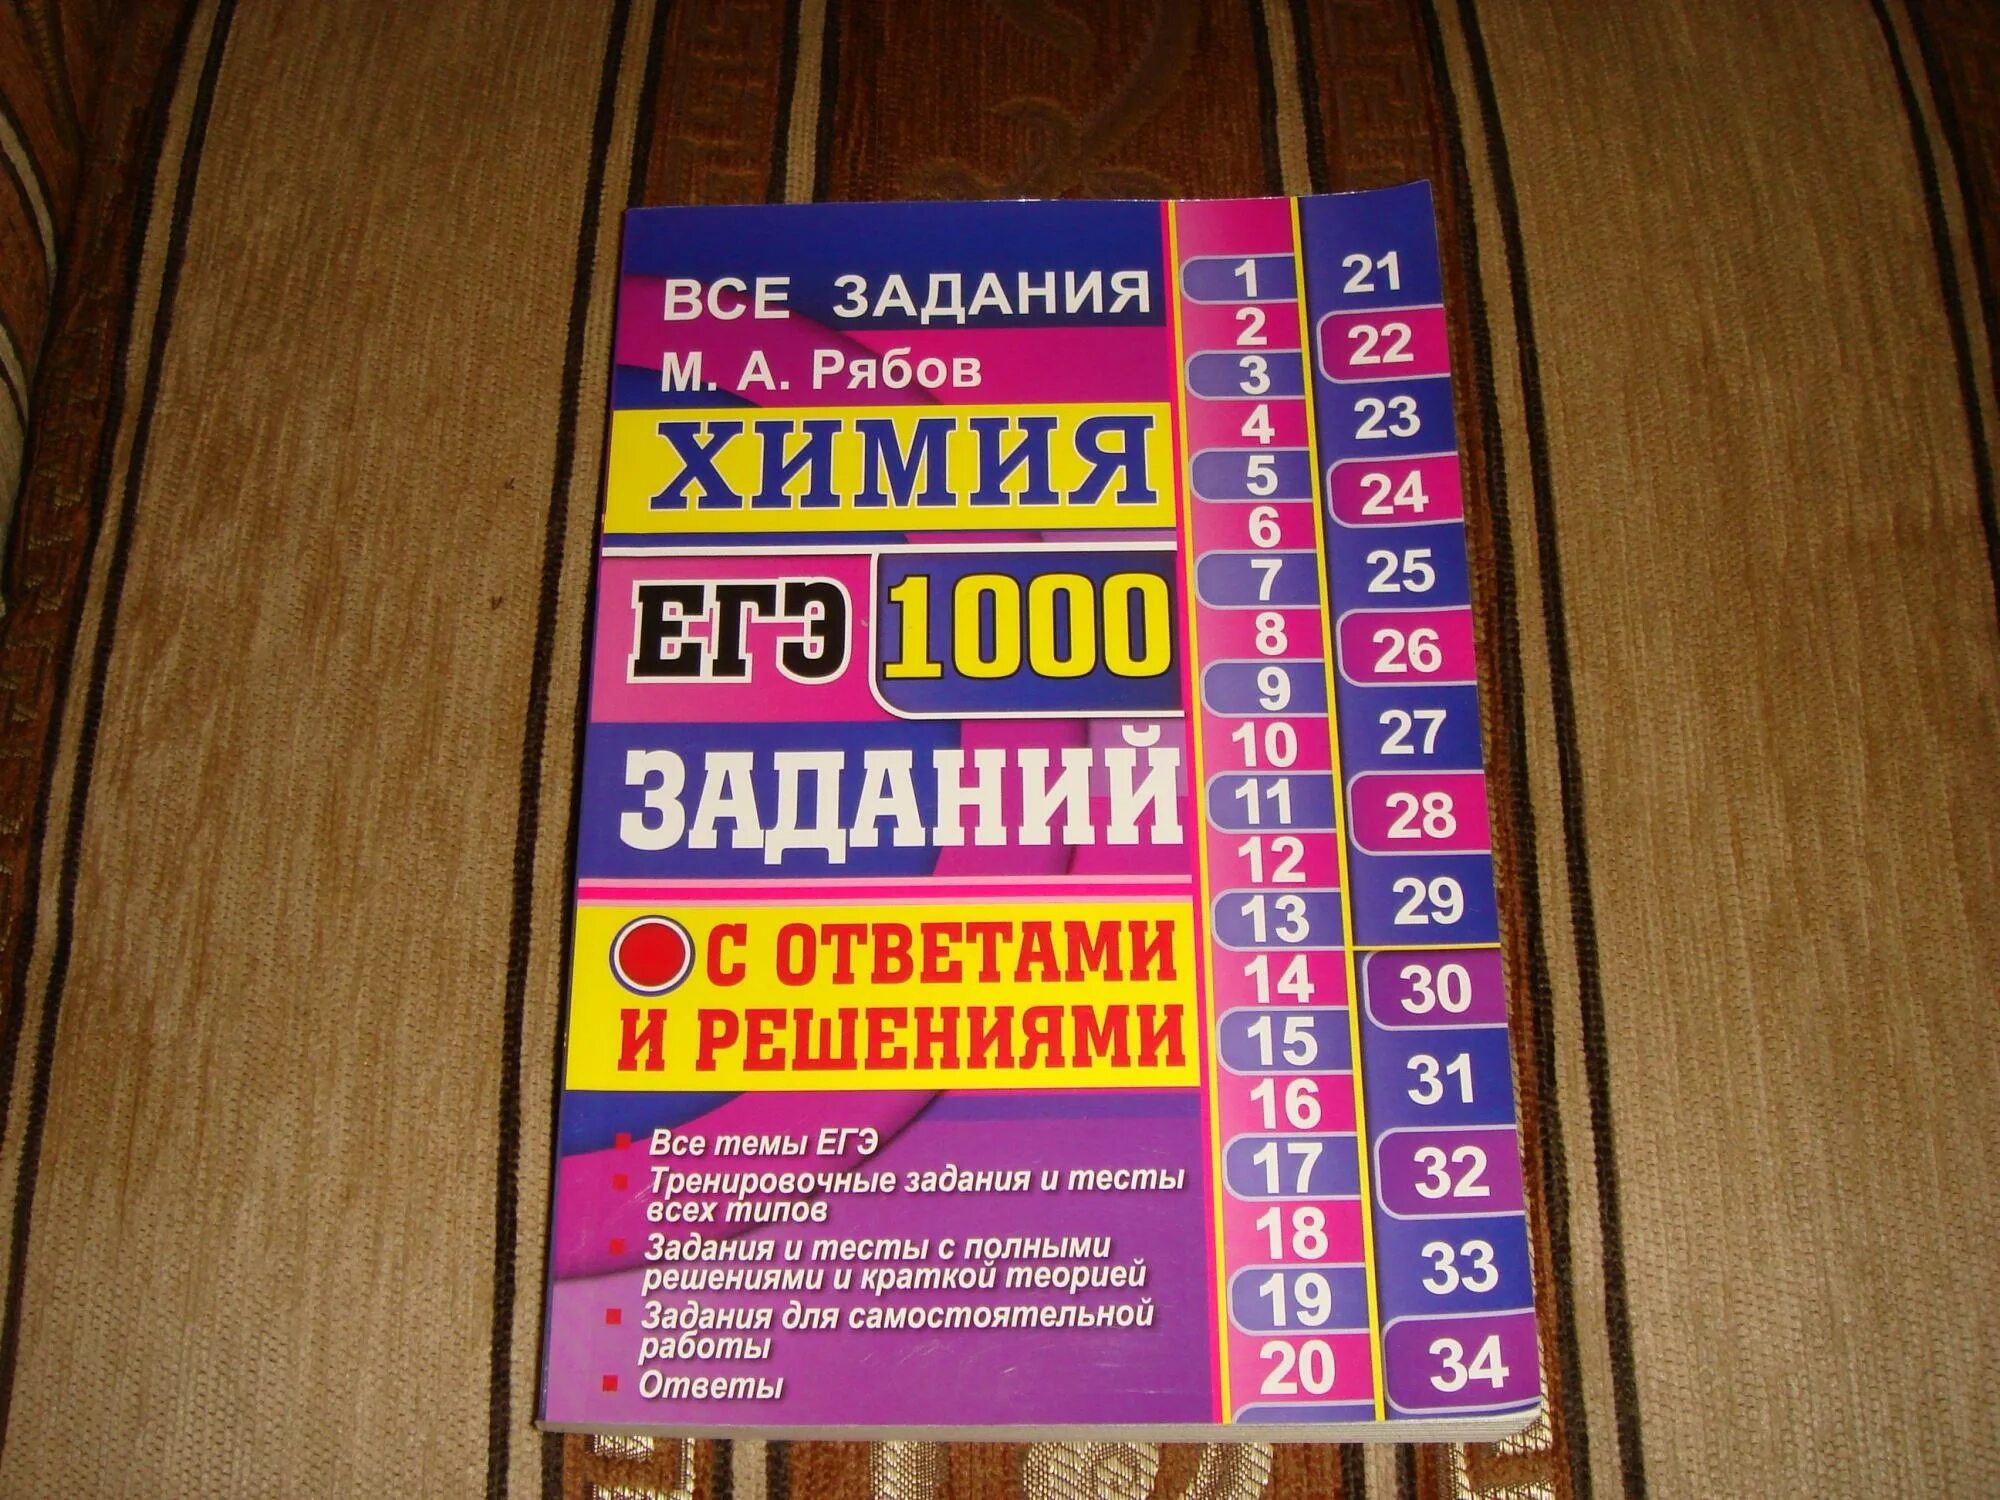 ВСЕ ЗАДАНИЯ
М. А. Рябов
ХИМИЯ
ЕГЭ 1000
ЗАДАНИЙ
С ОТВЕТАМИ
И РЕШЕНИЯМИ
Все темы ЕГЭ
Тренировочные задания и тесты
всех типов
Задания и тесты с полными
решениями и краткой теорией
Задания для самостоятельной
работы
Ответы
1
2
3
4
5
6
7
8
9
10
11
12
13
14
15
16
17
18
19
20
21
22
23
24
25
26
27
28
29
30
31
32
33
34